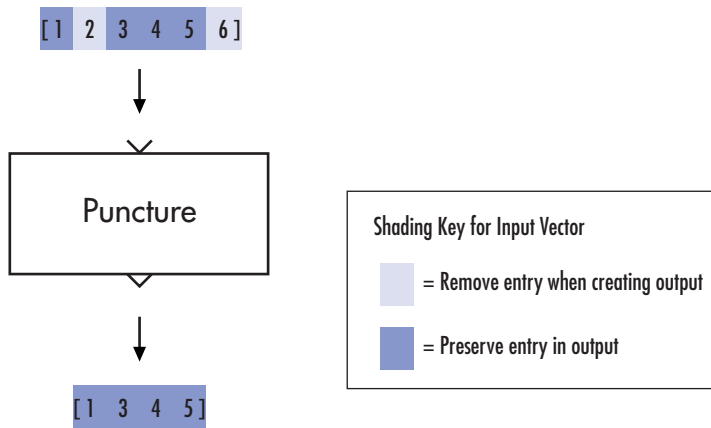 [ 1 2 3 4 5 6 ]
Puncture
Shading Key for Input Vector
= Remove entry when creating output
= Preserve entry in output
[ 1 3 4 5 ]